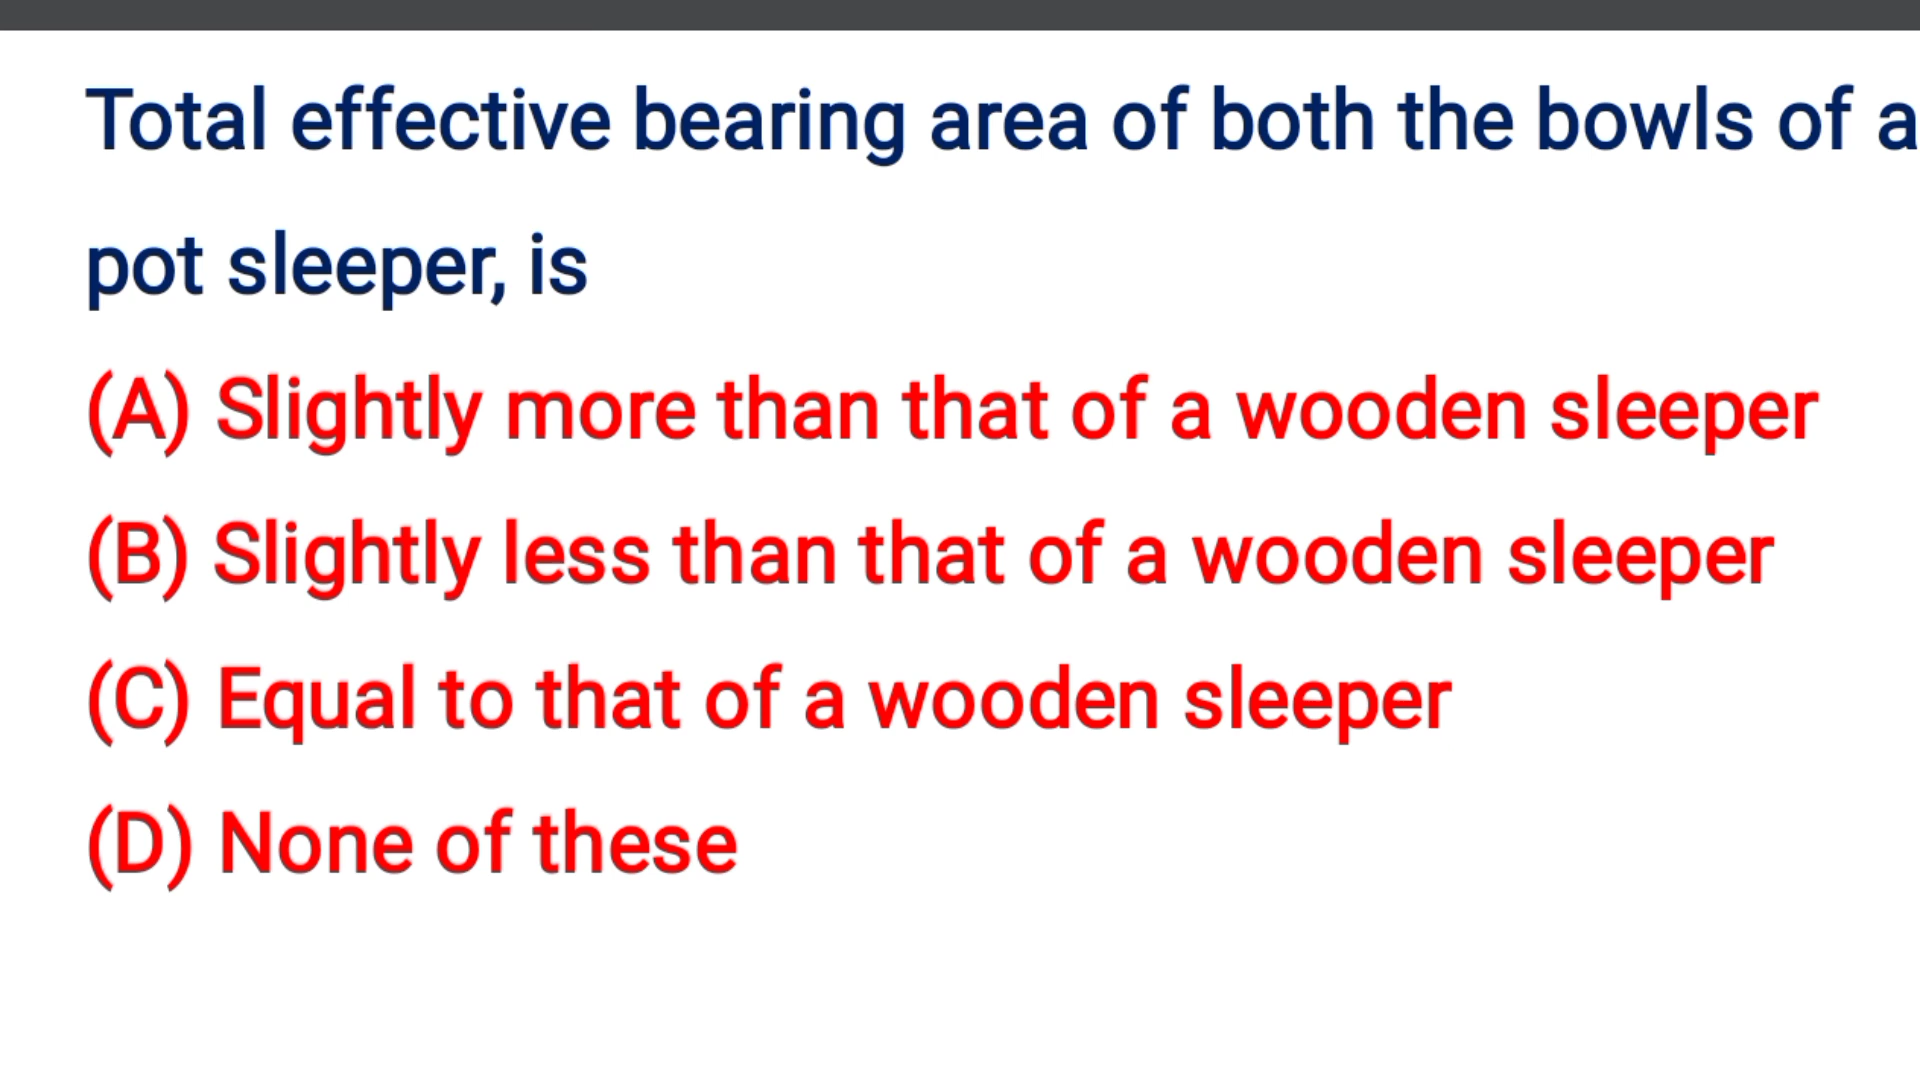 Total effective bearing area of both the bowls of a
pot sleeper, is
(A) Slightly more than that of a wooden sleeper
(B) Slightly less than that of a wooden sleeper
(C) Equal to that of a wooden sleeper
(D) None of these